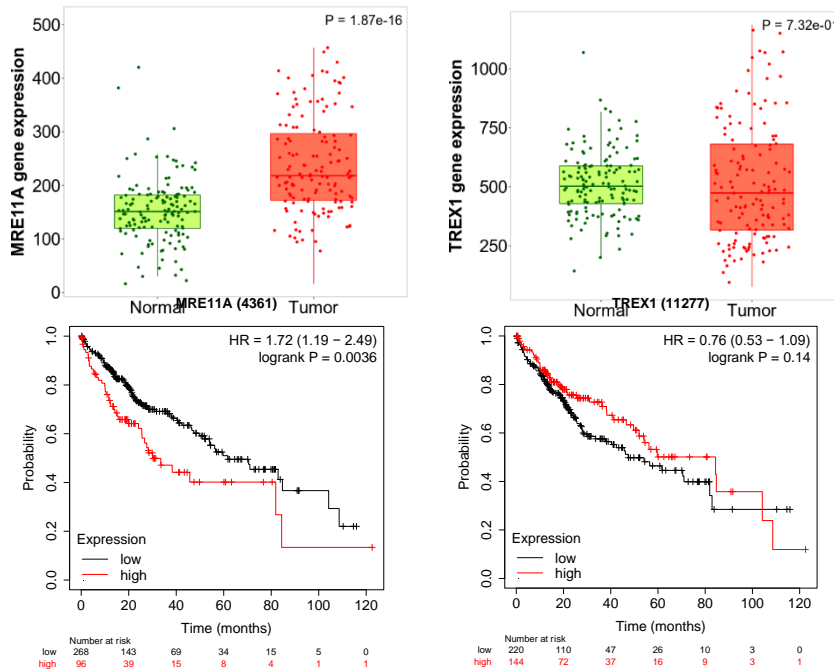 P = 1.87e-16
MRE11A gene expression
500
400
300
200
100
0
Normal
Tumor
P = 7.32e-01
TREX1 gene expression
1000
750
500
250
Normal
Tumor
MRE11A (4361)
HR = 1.72 (1.19 − 2.49)
logrank P = 0.0036
Probability
1.0
0.8
0.6
0.4
0.2
0.0
Expression
low
high
0 20 40 60 80 100 120
Time (months)
Number at risk
low 268 143 69 34 15 5 0
high 96 39 15 8 4 1 1
TREX1 (11277)
HR = 0.76 (0.53 − 1.09)
logrank P = 0.14
Probability
1.0
0.8
0.6
0.4
0.2
0.0
Expression
low
high
0 20 40 60 80 100 120
Time (months)
Number at risk
low 220 110 47 26 10 3 0
high 144 72 37 16 9 3 1